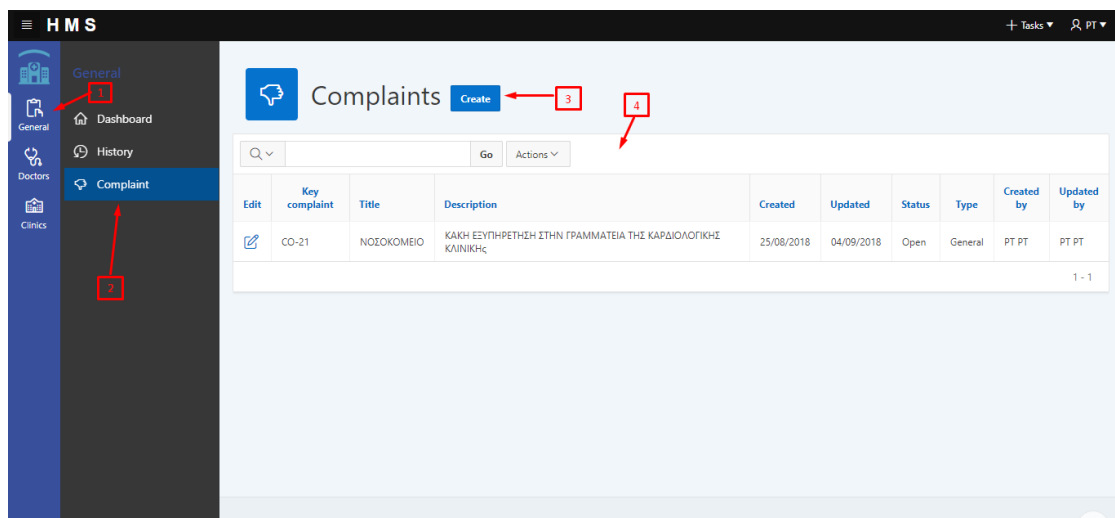 HMS
Tasks
PT
General
1
General
Dashboard
Complaints
Create
3
4
History
Go
Actions
Doctors
Complaint
Edit
Key complaint
Title
Description
Created
Updated
Status
Type
Created by
Updated by
Clinics
CO-21
ΝΟΣΟΚΟΜΕΙΟ
ΚΑΚΗ ΕΞΥΠΗΡΕΤΗΣΗ ΣΤΗΝ ΓΡΑΜΜΑΤΕΙΑ ΤΗΣ ΚΑΡΔΙΟΛΟΓΙΚΗΣ
ΚΛΙΝΙΚΗς
25/08/2018
04/09/2018
Open
General
PT PT
PT PT
2
1 - 1